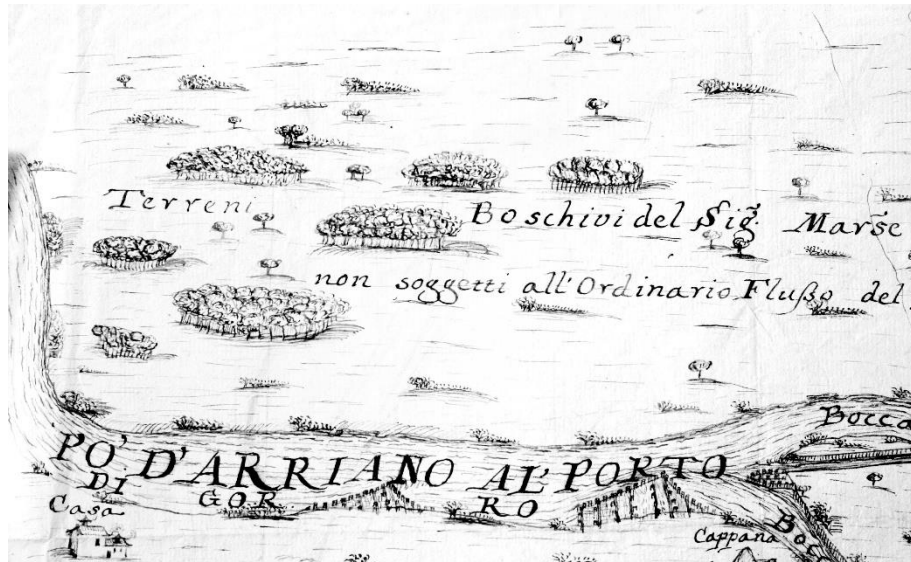 Terreni Boschivi del Sig.̃ Marse
non soggetti all'Ordinario Flußo del
Bocca
PO' D'ARRIANO AL' PORTO
DI GOR RO
Casa
Cappana
Boc